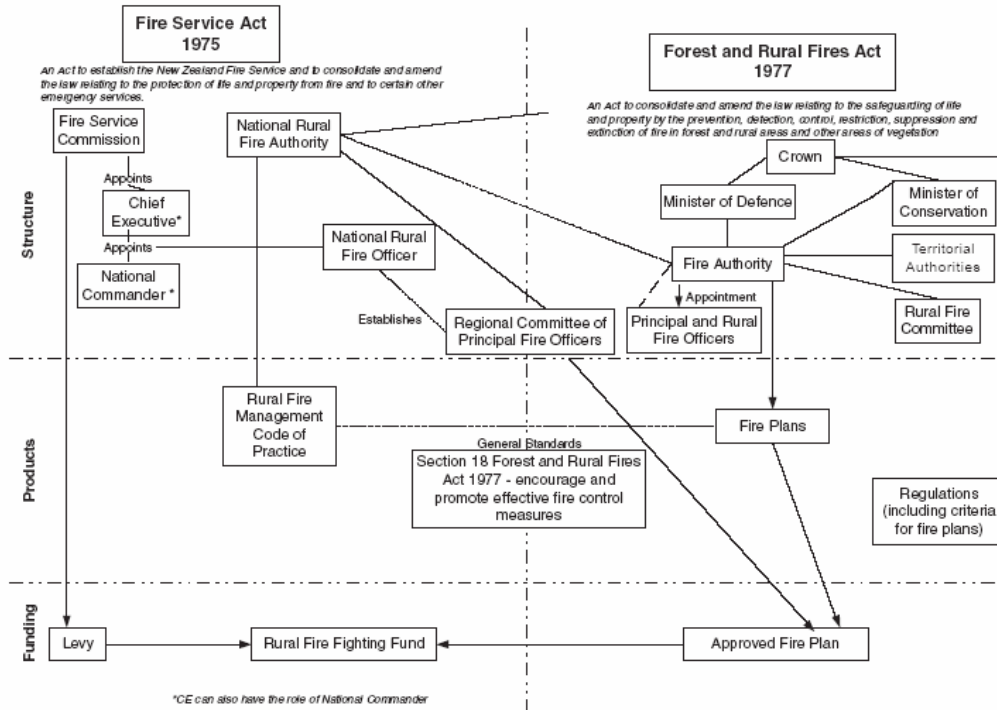 Fire Service Act
1975
An Act to establish the New Zealand Fire Service and to consolidate and amend
the law relating to the protection of life and property from fire and to certain other
emergency services.
Forest and Rural Fires Act
1977
An Act to consolidate and amend the law relating to the safeguarding of life
and property by the prevention, detection, control, restriction, suppression and
extinction of fire in forest and rural areas and other areas of vegetation
Structure
Fire Service
Commission
National Rural
Fire Authority
Crown
Appoints
Chief
Executive*
Minister of Defence
Minister of
Conservation
Appoints
National Rural
Fire Officer
National
Commander *
Fire Authority
Territorial
Authorities
Appointment
Establishes
Regional Committee of
Principal Fire Officers
Principal and Rural
Fire Officers
Rural Fire
Committee
Products
Rural Fire
Management
Code of
Practice
Fire Plans
General Standards
Section 18 Forest and Rural Fires
Act 1977 - encourage and
promote effective fire control
measures
Regulations
(including criteria
for fire plans)
Funding
Levy
Rural Fire Fighting Fund
Approved Fire Plan
*CE can also have the role of National Commander